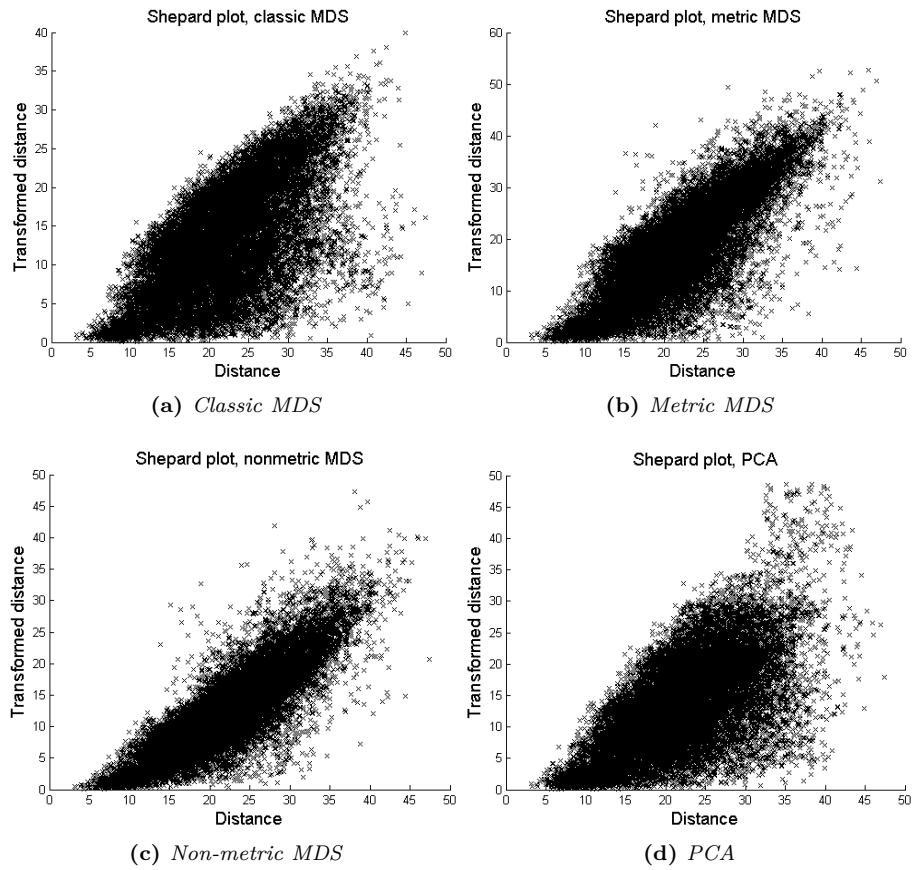 Shepard plot, classic MDS
40
35
30
25
20
15
10
5
0
Transformed distance
0 5 10 15 20 25 30 35 40 45 50
Distance
(a) Classic MDS
Shepard plot, metric MDS
60
50
40
30
20
10
0
Transformed distance
0 5 10 15 20 25 30 35 40 45 50
Distance
(b) Metric MDS
Shepard plot, nonmetric MDS
50
45
40
35
30
25
20
15
10
5
0
Transformed distance
0 5 10 15 20 25 30 35 40 45 50
Distance
(c) Non-metric MDS
Shepard plot, PCA
50
45
40
35
30
25
20
15
10
5
0
Transformed distance
0 5 10 15 20 25 30 35 40 45 50
Distance
(d) PCA